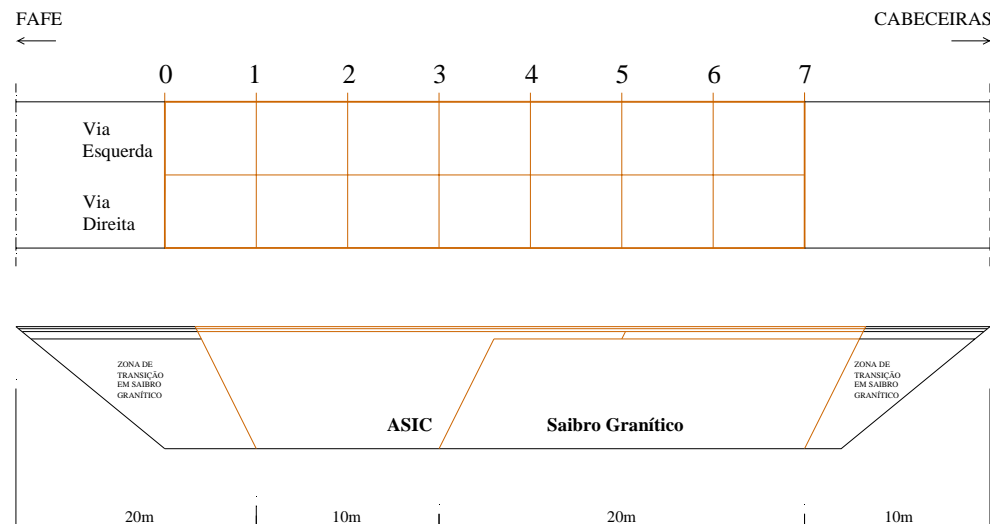 FAFE
CABECEIRAS
0 1 2 3 4 5 6 7
Via
Esquerda
Via
Direita
ZONA DE
TRANSIÇÃO
EM SAIBRO
GRANÍTICO
ZONA DE
TRANSIÇÃO
EM SAIBRO
GRANÍTICO
ASIC
Saibro Granítico
20m
10m
20m
10m